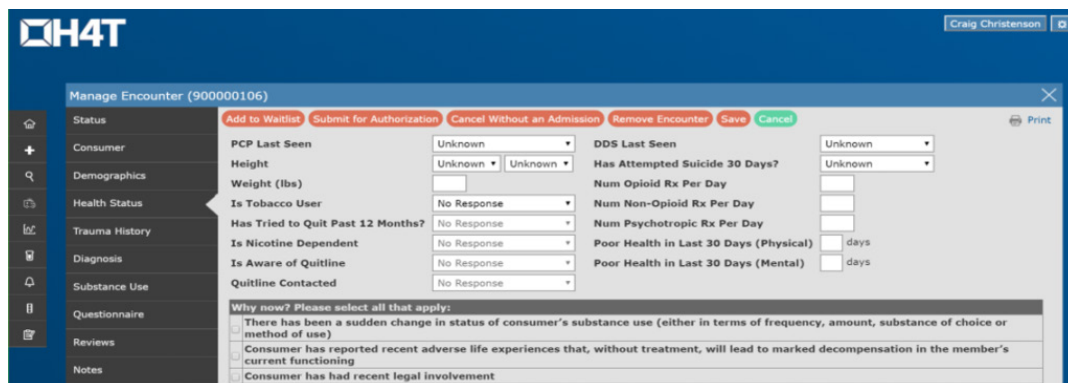 H4T
Craig Christenson
Manage Encounter (900000106)
Status
Consumer
Demographics
Health Status
Trauma History
Diagnosis
Substance Use
Questionnaire
Reviews
Notes
Add to Waitlist Submit for Authorization Cancel Without an Admission Remove Encounter Save Cancel Print
PCP Last Seen Unknown DDS Last Seen Unknown
Height Unknown Unknown Has Attempted Suicide 30 Days? Unknown
Weight (lbs) Num Opioid Rx Per Day
Is Tobacco User No Response Num Non-Opioid Rx Per Day
Has Tried to Quit Past 12 Months? No Response Num Psychotropic Rx Per Day
Is Nicotine Dependent No Response Poor Health in Last 30 Days (Physical) days
Is Aware of Quitline No Response Poor Health in Last 30 Days (Mental) days
Quitline Contacted No Response
Why now? Please select all that apply:
There has been a sudden change in status of consumer's substance use (either in terms of frequency, amount, substance of choice or
method of use)
Consumer has reported recent adverse life experiences that, without treatment, will lead to marked decompensation in the member's
current functioning
Consumer has had recent legal involvement